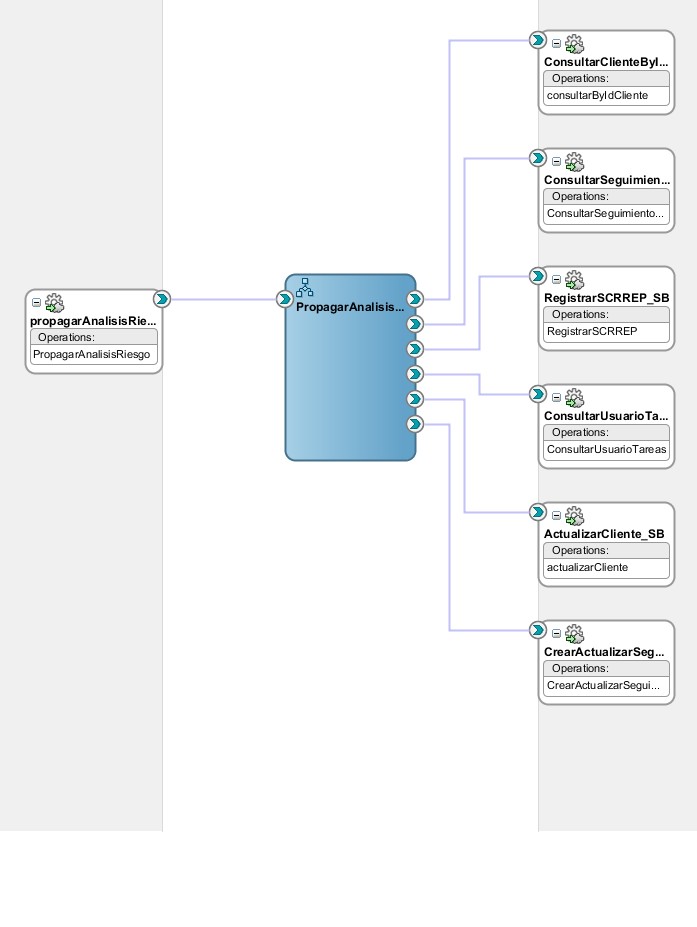 propagarAnalisisRie...
Operations:
PropagarAnalisisRiesgo
PropagarAnalisis...
ConsultarClienteByI...
Operations:
consultarByIdCliente
ConsultarSeguimien...
Operations:
ConsultarSeguimiento...
RegistrarSCRREP_SB
Operations:
RegistrarSCRREP
ConsultarUsuarioTa...
Operations:
ConsultarUsuarioTareas
ActualizarCliente_SB
Operations:
actualizarCliente
CrearActualizarSeg...
Operations:
CrearActualizarSegui...